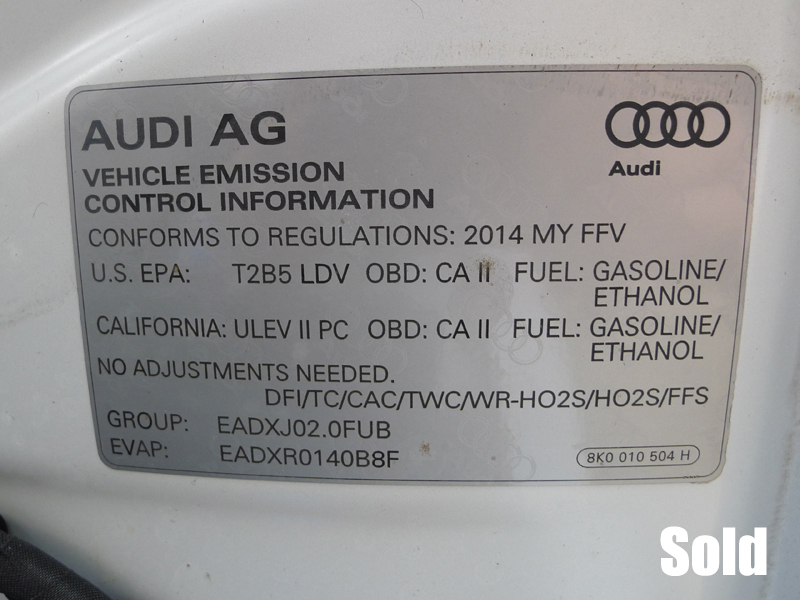 AUDI AG
Audi
VEHICLE EMISSION
CONTROL INFORMATION
CONFORMS TO REGULATIONS: 2014 MY FFV
U.S. EPA: T2B5 LDV OBD: CA II FUEL: GASOLINE/
ETHANOL
CALIFORNIA: ULEV II PC OBD: CA II FUEL: GASOLINE/
ETHANOL
NO ADJUSTMENTS NEEDED.
DFI/TC/CAC/TWC/WR-HO2S/HO2S/FFS
GROUP: EADXJ02.0FUB
EVAP: EADXR0140B8F
8K0 010 504 H
Sold